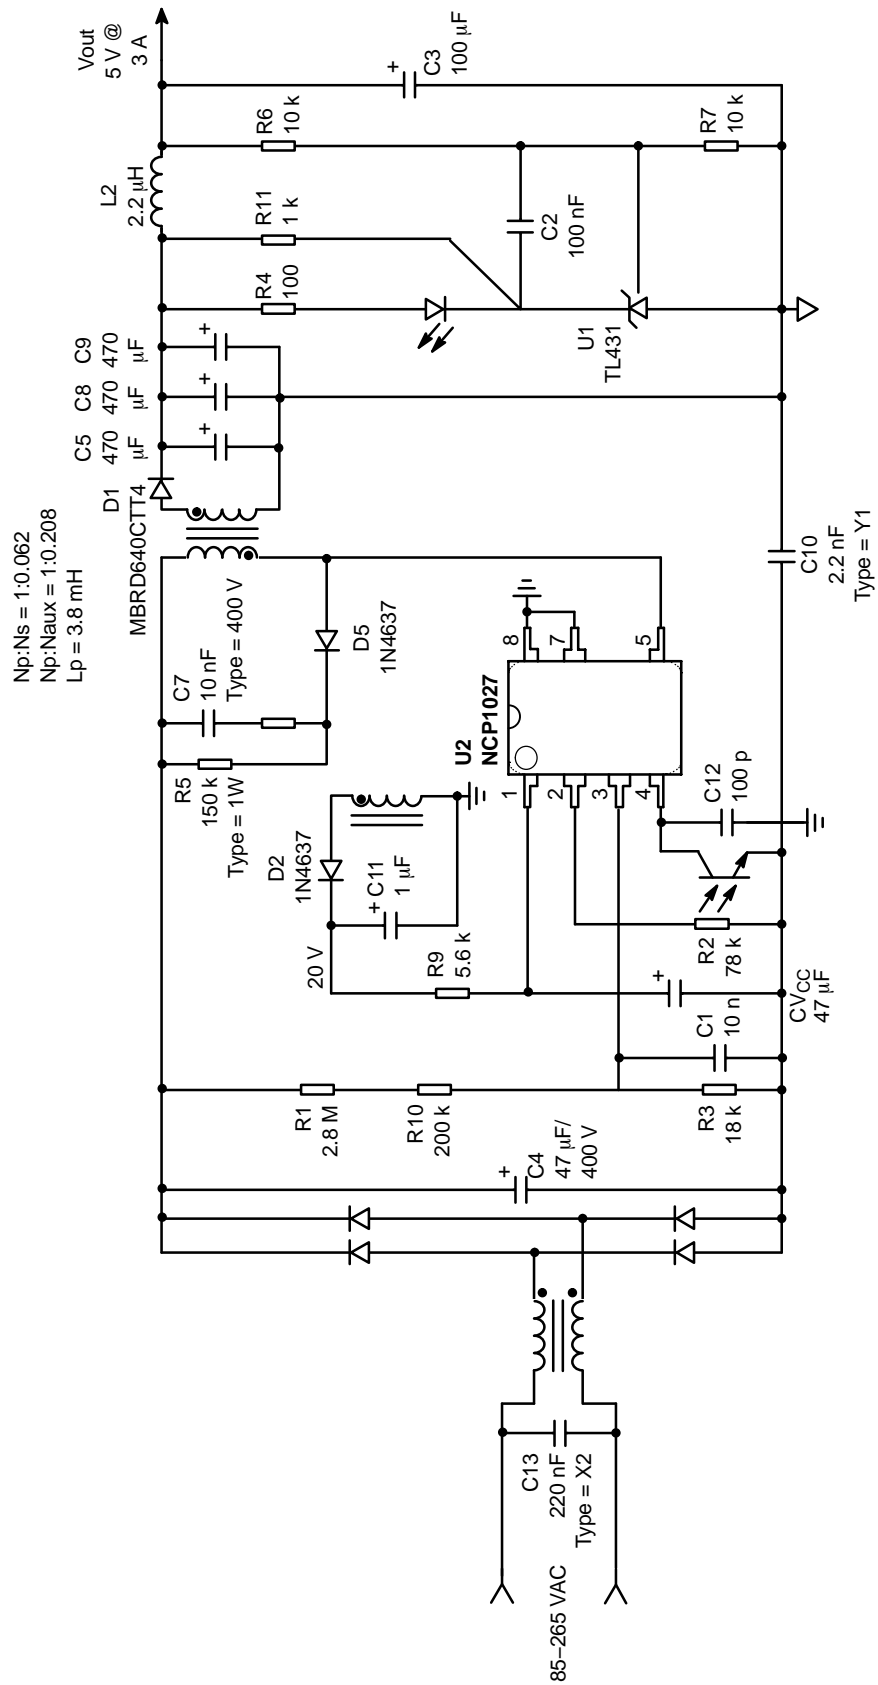 85–265 VAC
C13
220 nF
Type = X2
C4
47 µF/
400 V
R1
2.8 M
R10
200 k
R3
18 k
C1
10 n
CVCC
47 µF
20 V
R9
5.6 k
R2
78 k
D2
1N4637
+ C11
1 µF
C12
100 p
R5
150 k
Type = 1W
C7
10 nF
Type = 400 V
U2
NCP1027
1
2
3
4
8
7
5
D5
1N4637
Np:Ns = 1:0.062
Np:Naux = 1:0.208
Lp = 3.8 mH
D1
MBRD640CTT4
C10
2.2 nF
Type = Y1
C5
470
µF
C8
470
µF
C9
470
µF
+
+
+
+
+
+
R4
100
R11
1 k
L2
2.2 µH
U1
TL431
C2
100 nF
R6
10 k
R7
10 k
C3
100 µF
Vout
5 V @
3 A